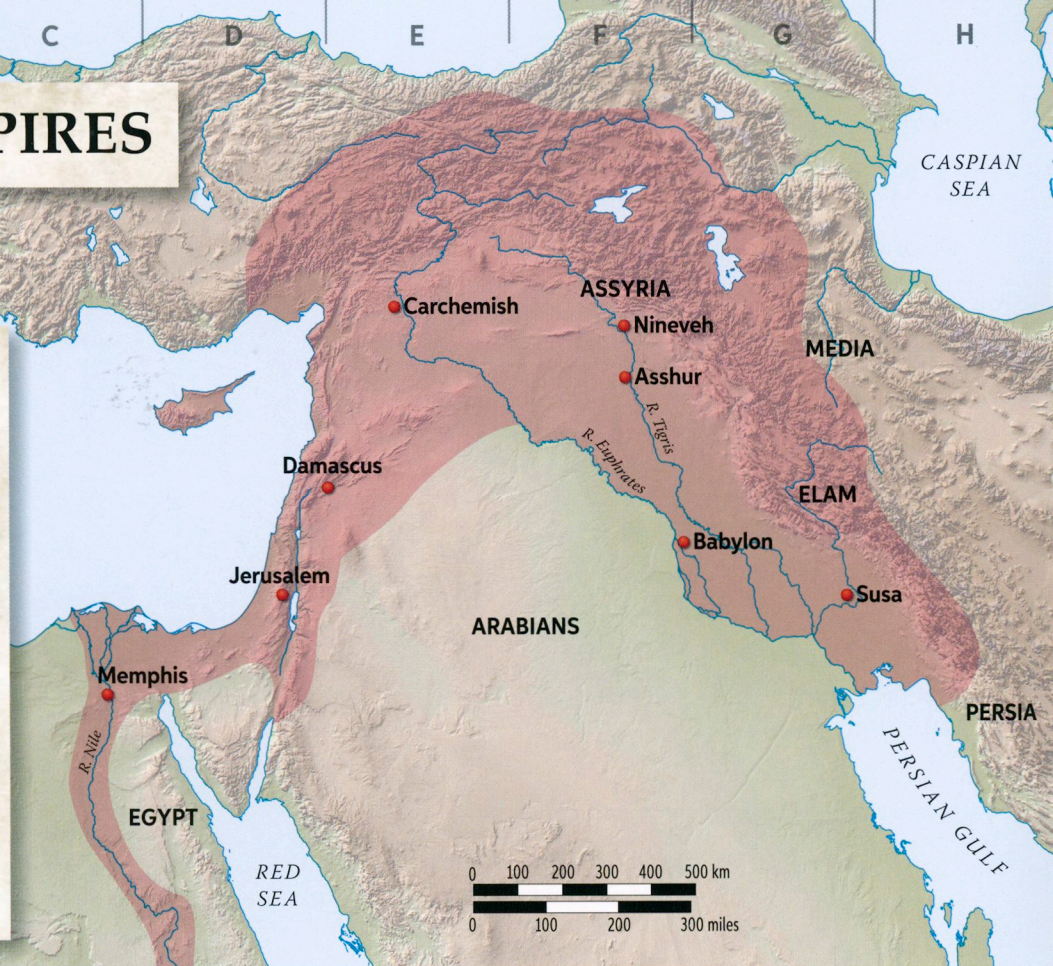 C D E F G H
PIRES
CASPIAN
SEA
ASSYRIA
Carchemish
Nineveh
MEDIA
Asshur
R. Tigris
R. Euphrates
Damascus
ELAM
Babylon
Jerusalem
Susa
ARABIANS
Memphis
PERSIA
R. Nile
PERSIAN GULF
EGYPT
RED
SEA
0 100 200 300 400 500 km
0 100 200 300 miles